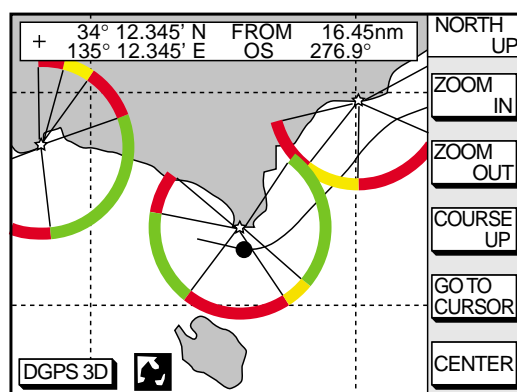 + 34° 12.345' N FROM 16.45nm
135° 12.345' E OS 276.9°
NORTH
UP
ZOOM
IN
ZOOM
OUT
COURSE
UP
GO TO
CURSOR
CENTER
DGPS 3D